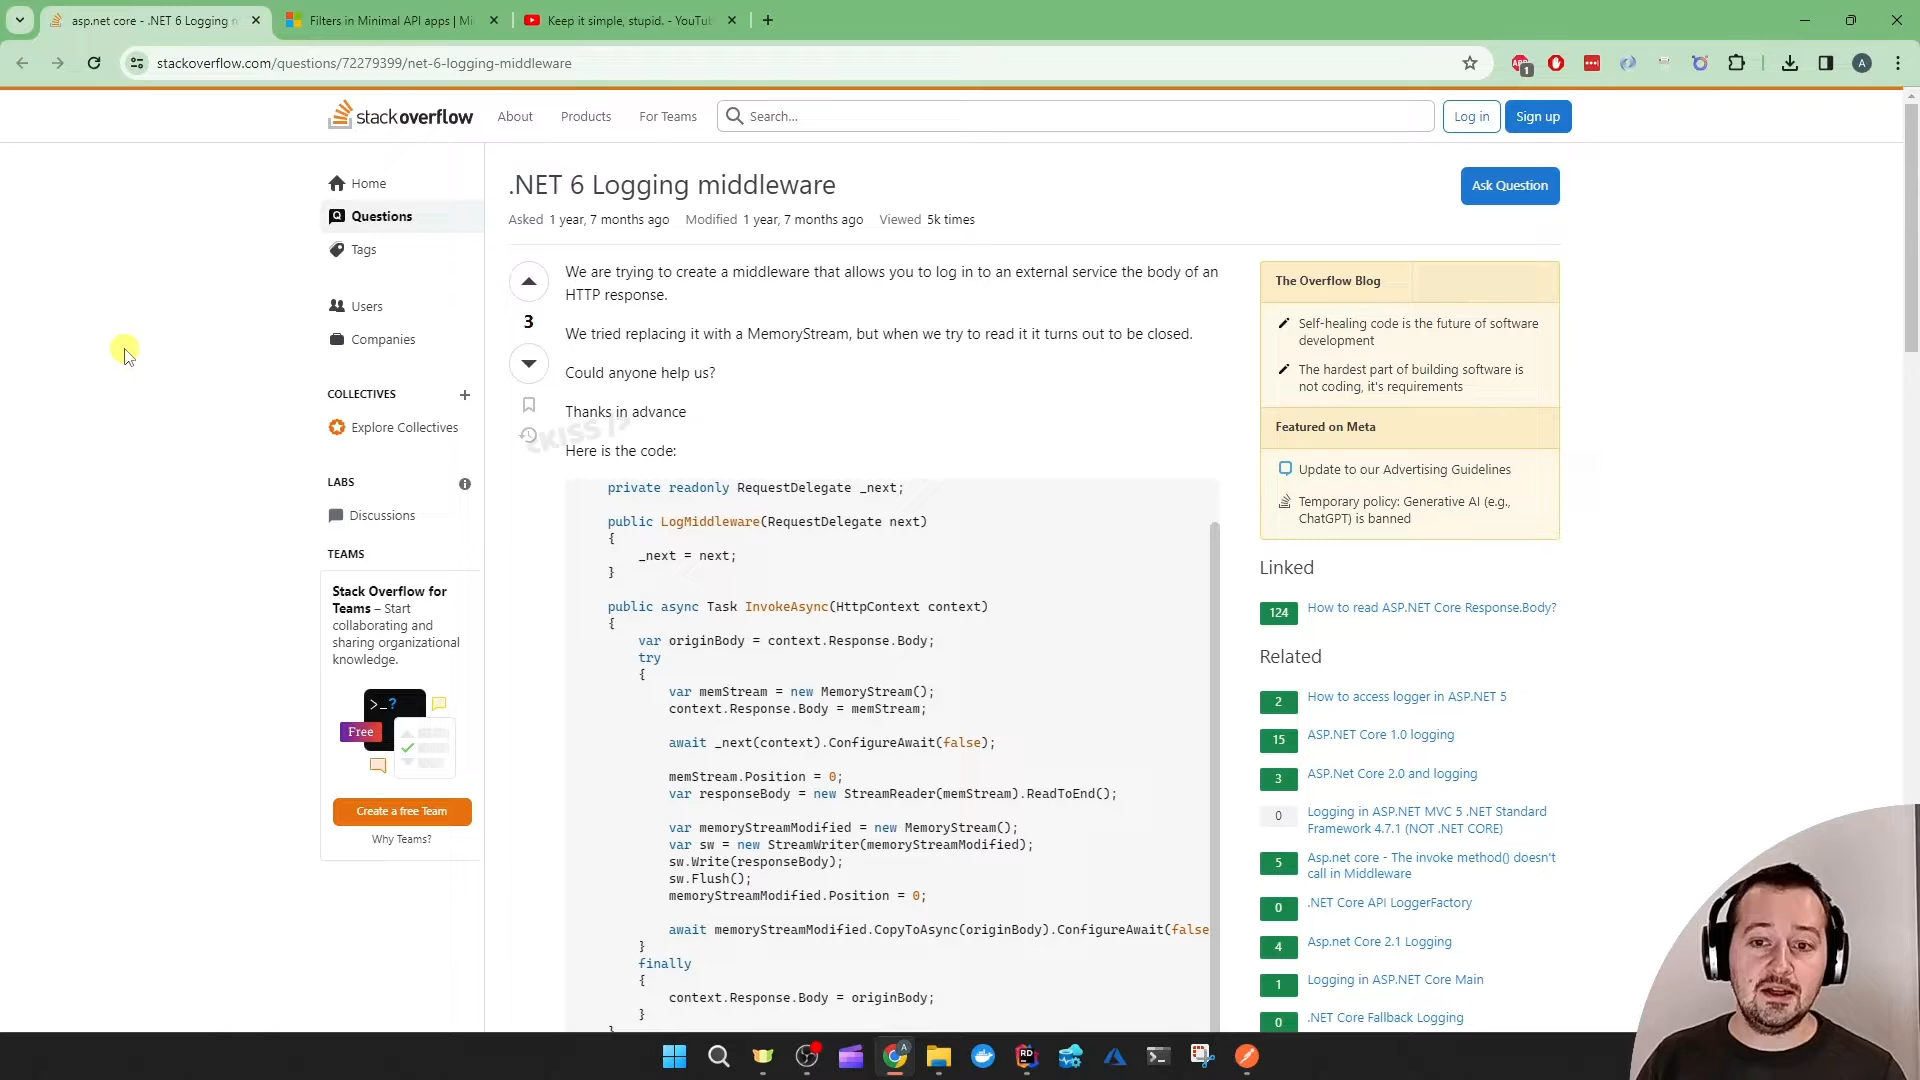 asp.net core - .NET 6 Logging n
Filters in Minimal API apps | Mi
Keep it simple, stupid. - YouTub
stackoverflow.com/questions/72279399/net-6-logging-middleware
ABP
1
A
stackoverflow
About
Products
For Teams
Search...
Log in
Sign up
Home
Questions
Tags
Users
Companies
COLLECTIVES
Explore Collectives
LABS
Discussions
TEAMS
Stack Overflow for
Teams – Start
collaborating and
sharing organizational
knowledge.
>_?
Free
Create a free Team
Why Teams?
.NET 6 Logging middleware
Ask Question
Asked 1 year, 7 months ago Modified 1 year, 7 months ago Viewed 5k times
3
We are trying to create a middleware that allows you to log in to an external service the body of an
HTTP response.
We tried replacing it with a MemoryStream, but when we try to read it it turns out to be closed.
Could anyone help us?
Thanks in advance
KISS
Here is the code:
private readonly RequestDelegate _next;
public LogMiddleware(RequestDelegate next)
{
_next = next;
}
public async Task InvokeAsync(HttpContext context)
{
var originBody = context.Response.Body;
try
{
var memStream = new MemoryStream();
context.Response.Body = memStream;
await _next(context).ConfigureAwait(false);
memStream.Position = 0;
var responseBody = new StreamReader(memStream).ReadToEnd();
var memoryStreamModified = new MemoryStream();
var sw = new StreamWriter(memoryStreamModified);
sw.Write(responseBody);
sw.Flush();
memoryStreamModified.Position = 0;
await memoryStreamModified.CopyToAsync(originBody).ConfigureAwait(false
}
finally
{
context.Response.Body = originBody;
}
}
The Overflow Blog
Self-healing code is the future of software
development
The hardest part of building software is
not coding, it's requirements
Featured on Meta
Update to our Advertising Guidelines
Temporary policy: Generative AI (e.g.,
ChatGPT) is banned
Linked
124 How to read ASP.NET Core Response.Body?
Related
2 How to access logger in ASP.NET 5
15 ASP.NET Core 1.0 logging
3 ASP.Net Core 2.0 and logging
0 Logging in ASP.NET MVC 5 .NET Standard
Framework 4.7.1 (NOT .NET CORE)
5 Asp.net core - The invoke method() doesn't
call in Middleware
0 .NET Core API LoggerFactory
4 Asp.net Core 2.1 Logging
1 Logging in ASP.NET Core Main
0 .NET Core Fallback Logging
A
RD